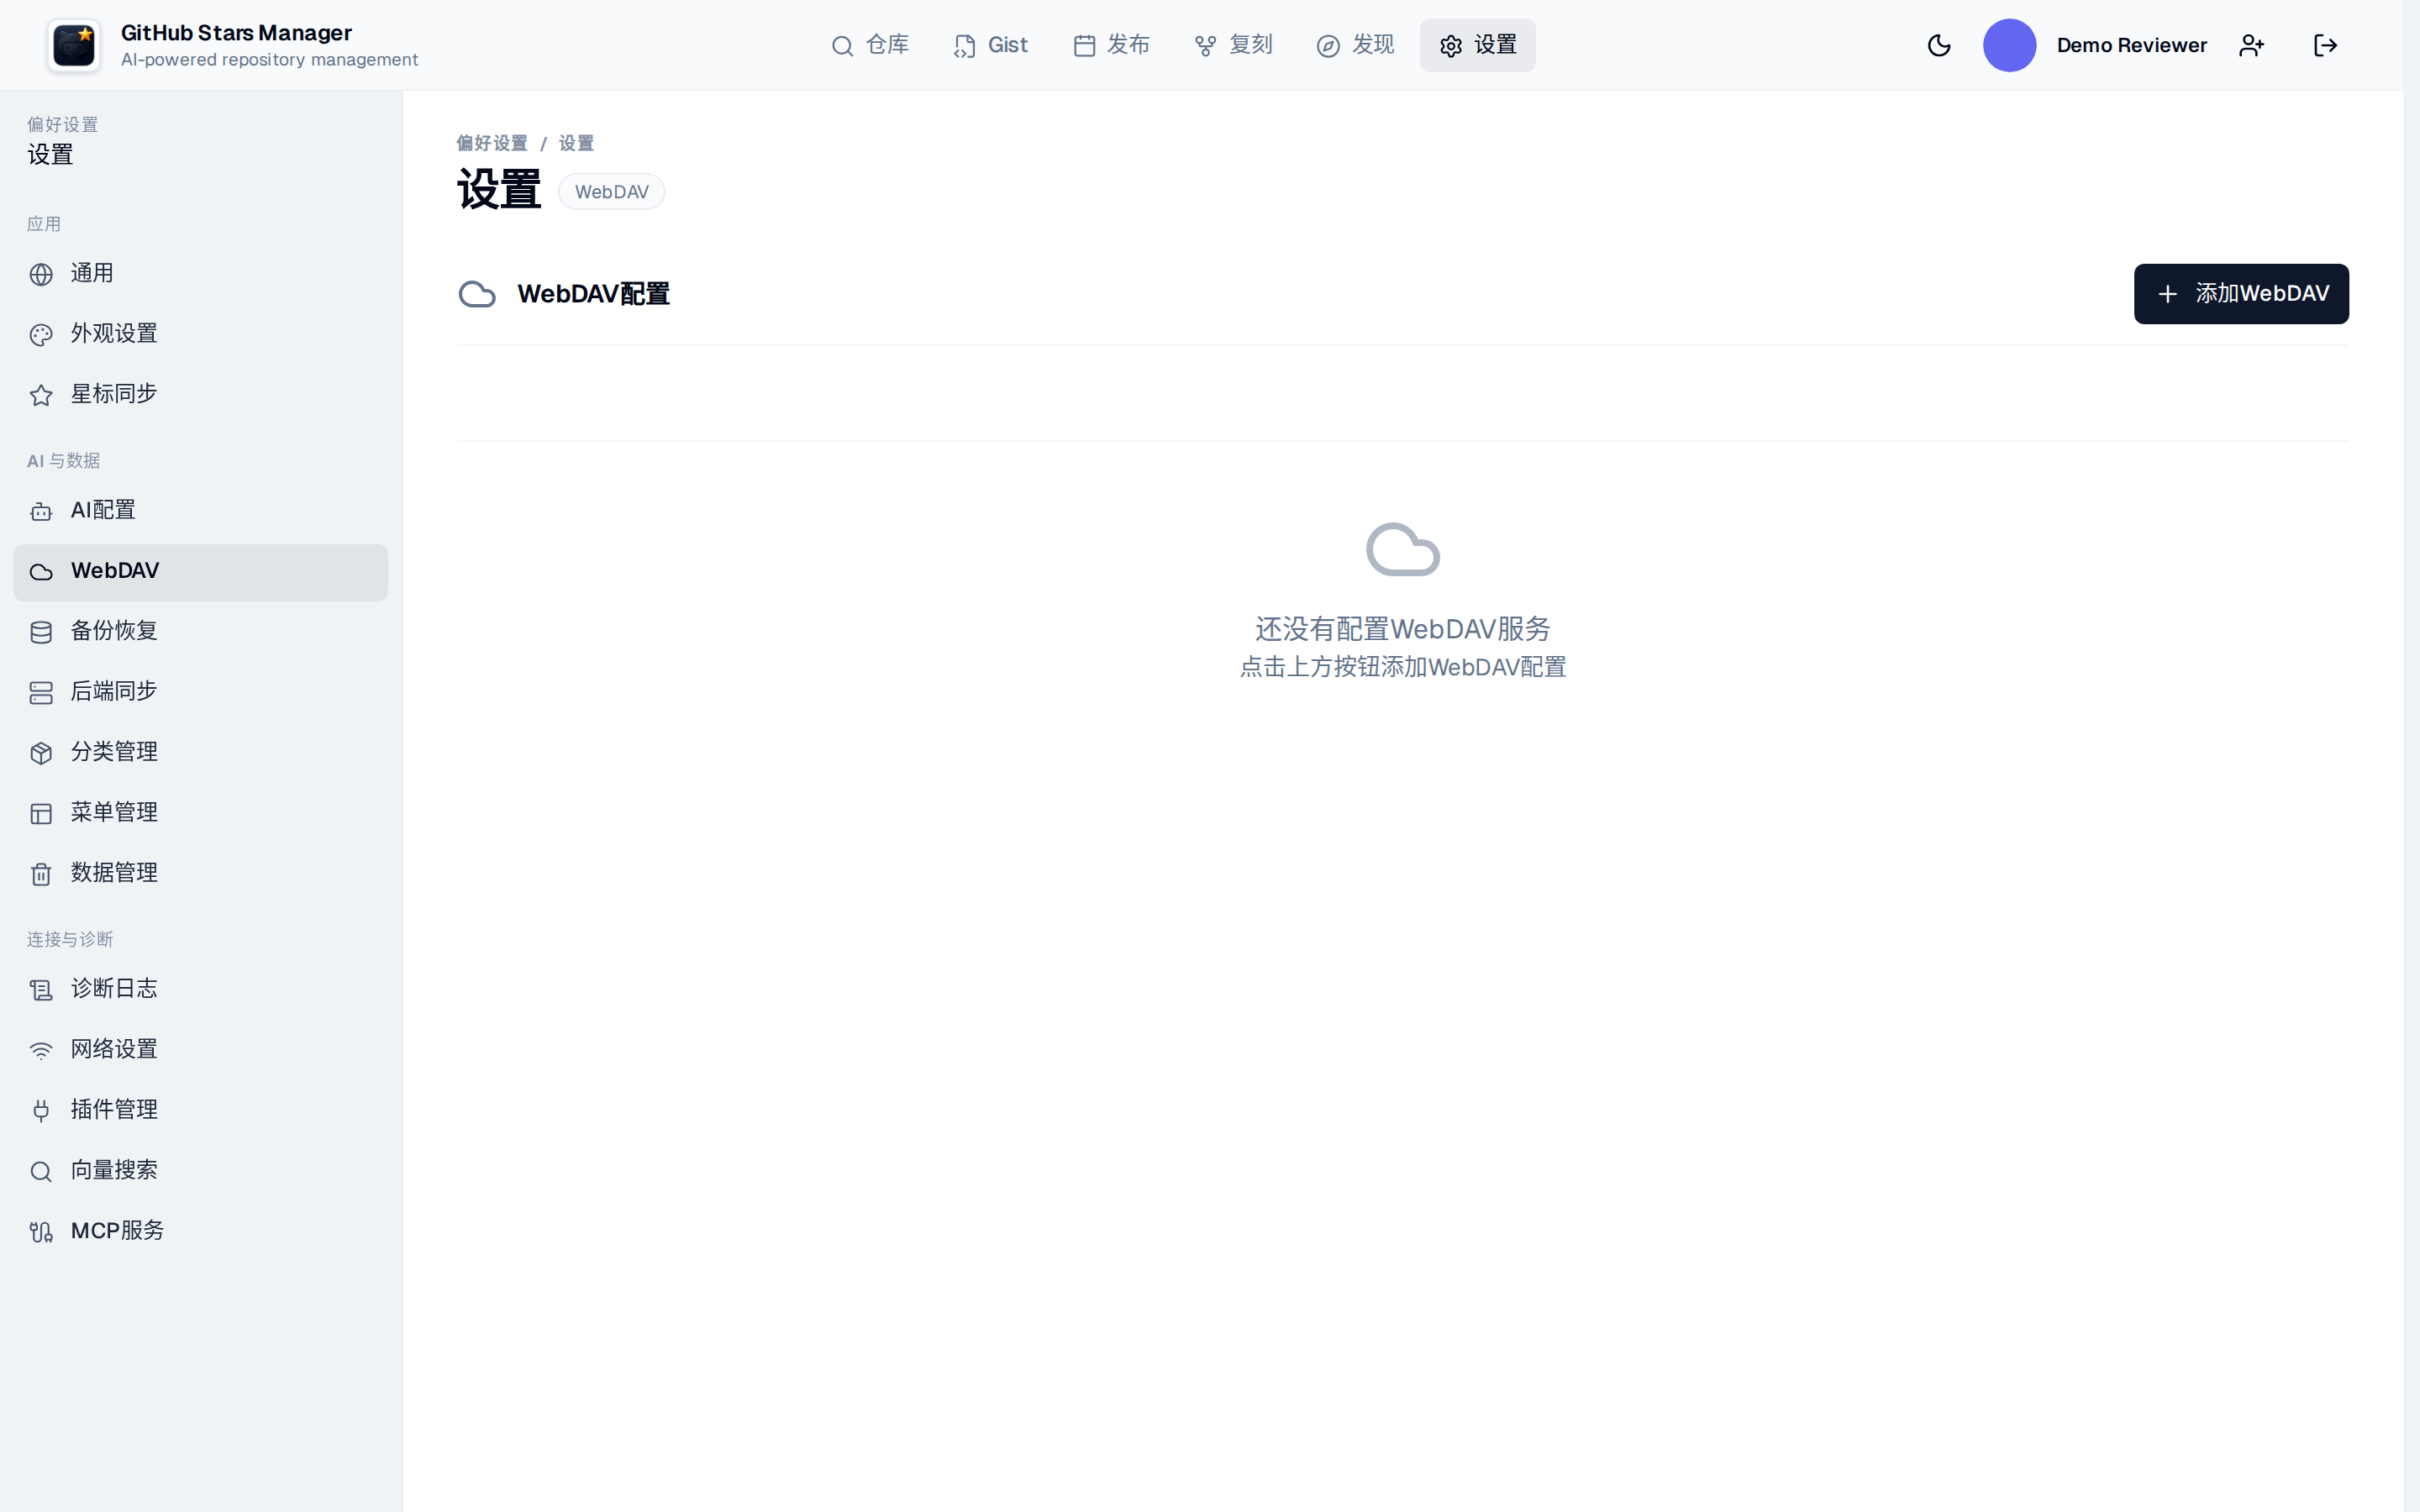 GitHub Stars Manager
AI-powered repository management
仓库
Gist
发布
复刻
发现
设置
Demo Reviewer
偏好设置
设置
应用
通用
外观设置
星标同步
AI 与数据
AI配置
WebDAV
备份恢复
后端同步
分类管理
菜单管理
数据管理
连接与诊断
诊断日志
网络设置
插件管理
向量搜索
MCP服务
偏好设置 / 设置
设置
WebDAV
WebDAV配置
添加WebDAV
还没有配置WebDAV服务
点击上方按钮添加WebDAV配置